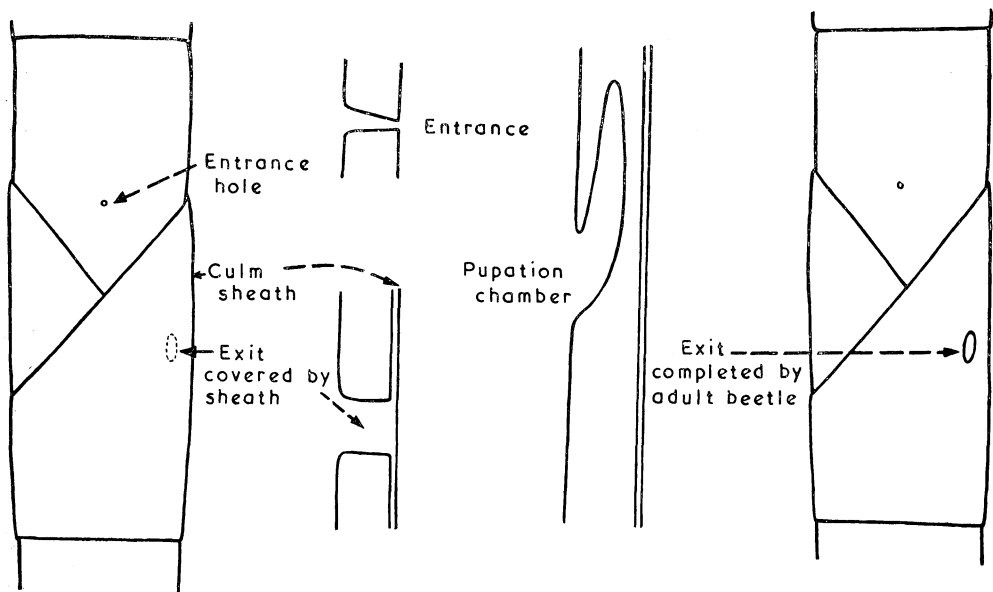 Entrance
hole
Entrance
Culm
sheath
Pupation
chamber
Exit
covered by
sheath
Exit
completed by
adult beetle